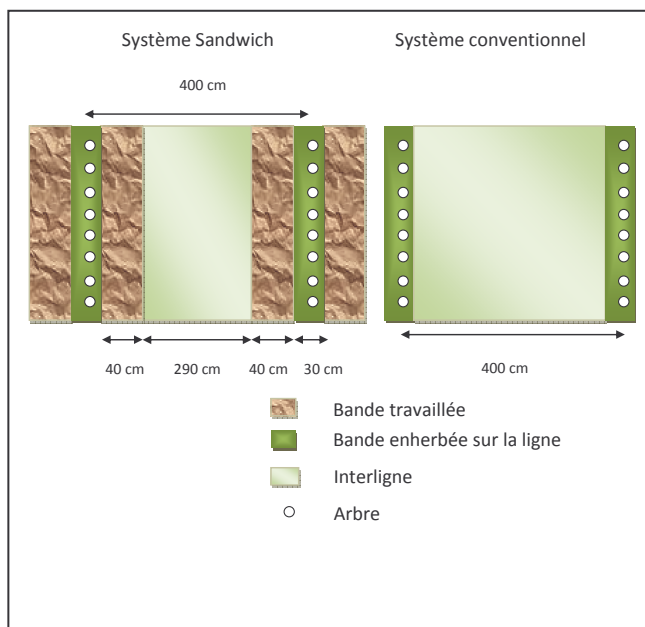 Système Sandwich
Système conventionnel
400 cm
40 cm
290 cm
40 cm
30 cm
400 cm
Bande travaillée
Bande enherbée sur la ligne
Interligne
Arbre